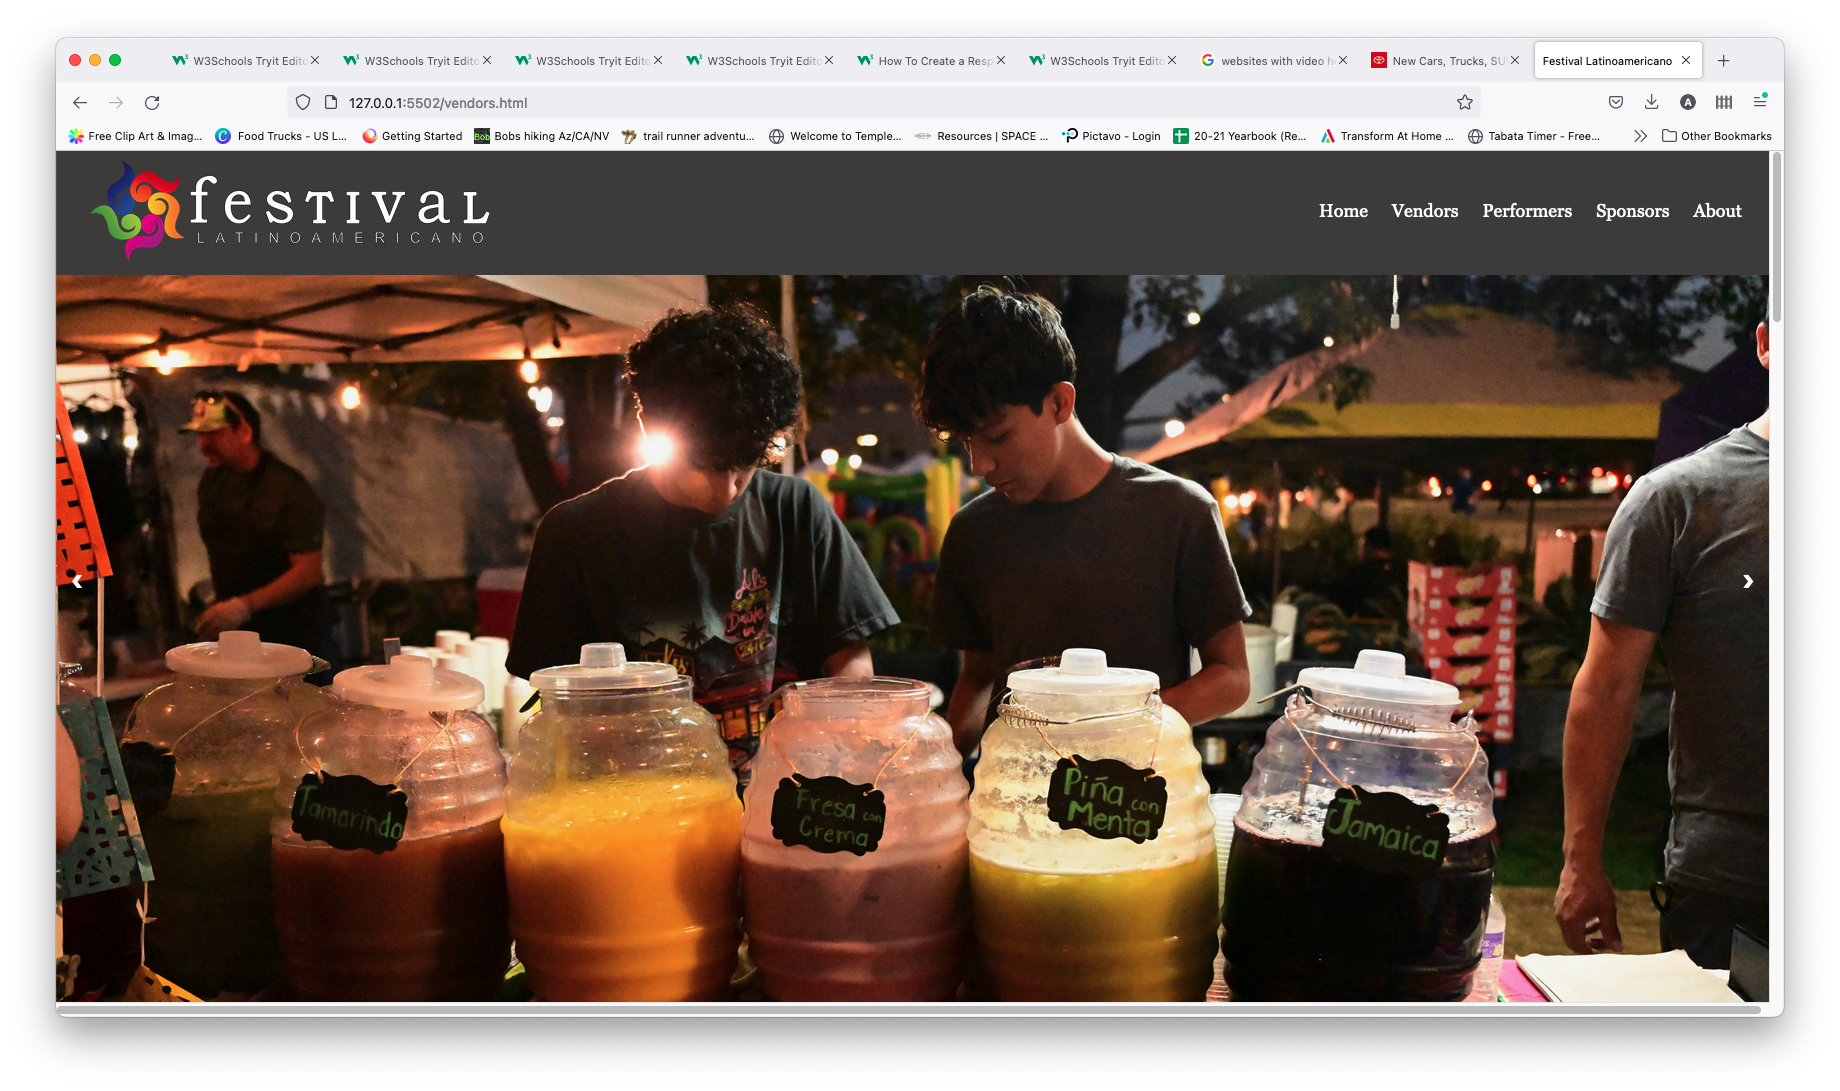 W3Schools Tryit Edito
W3Schools Tryit Edito
W3Schools Tryit Edito
W3Schools Tryit Edito
How To Create a Resp
W3Schools Tryit Edito
websites with video h
New Cars, Trucks, SU
Festival Latinoamericano
127.0.0.1:5502/vendors.html
A
Free Clip Art & Imag...
Food Trucks - US L...
Getting Started
Bob
Bobs hiking Az/CA/NV
trail runner adventu...
Welcome to Temple...
Resources | SPACE ...
Pictavo - Login
20-21 Yearbook (Re...
Transform At Home ...
Tabata Timer - Free...
Other Bookmarks
festival
LATINOAMERICANO
Home Vendors Performers Sponsors About
Tamarindo
Fresa con
Crema
Piña con
Menta
Jamaica